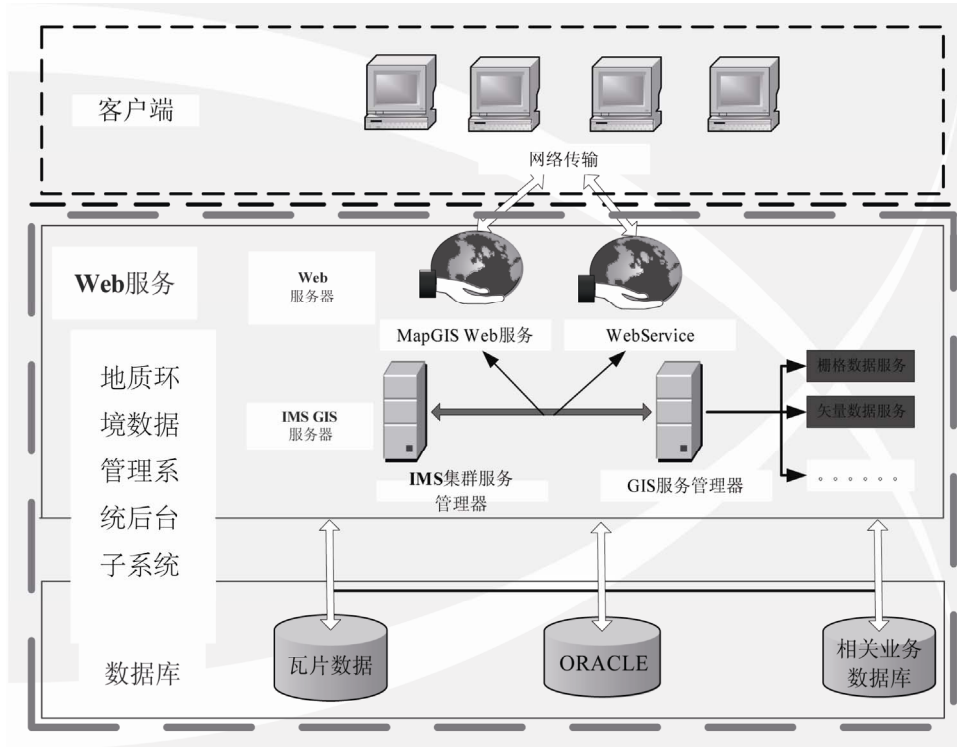 客户端
网络传输
Web服务
Web
服务器
MapGIS Web服务
WebService
地质环
境数据
管理系
统后台
子系统
IMS GIS
服务器
栅格数据服务
矢量数据服务
。。。。。。
IMS集群服务
管理器
GIS服务管理器
数据库
瓦片数据
ORACLE
相关业务
数据库